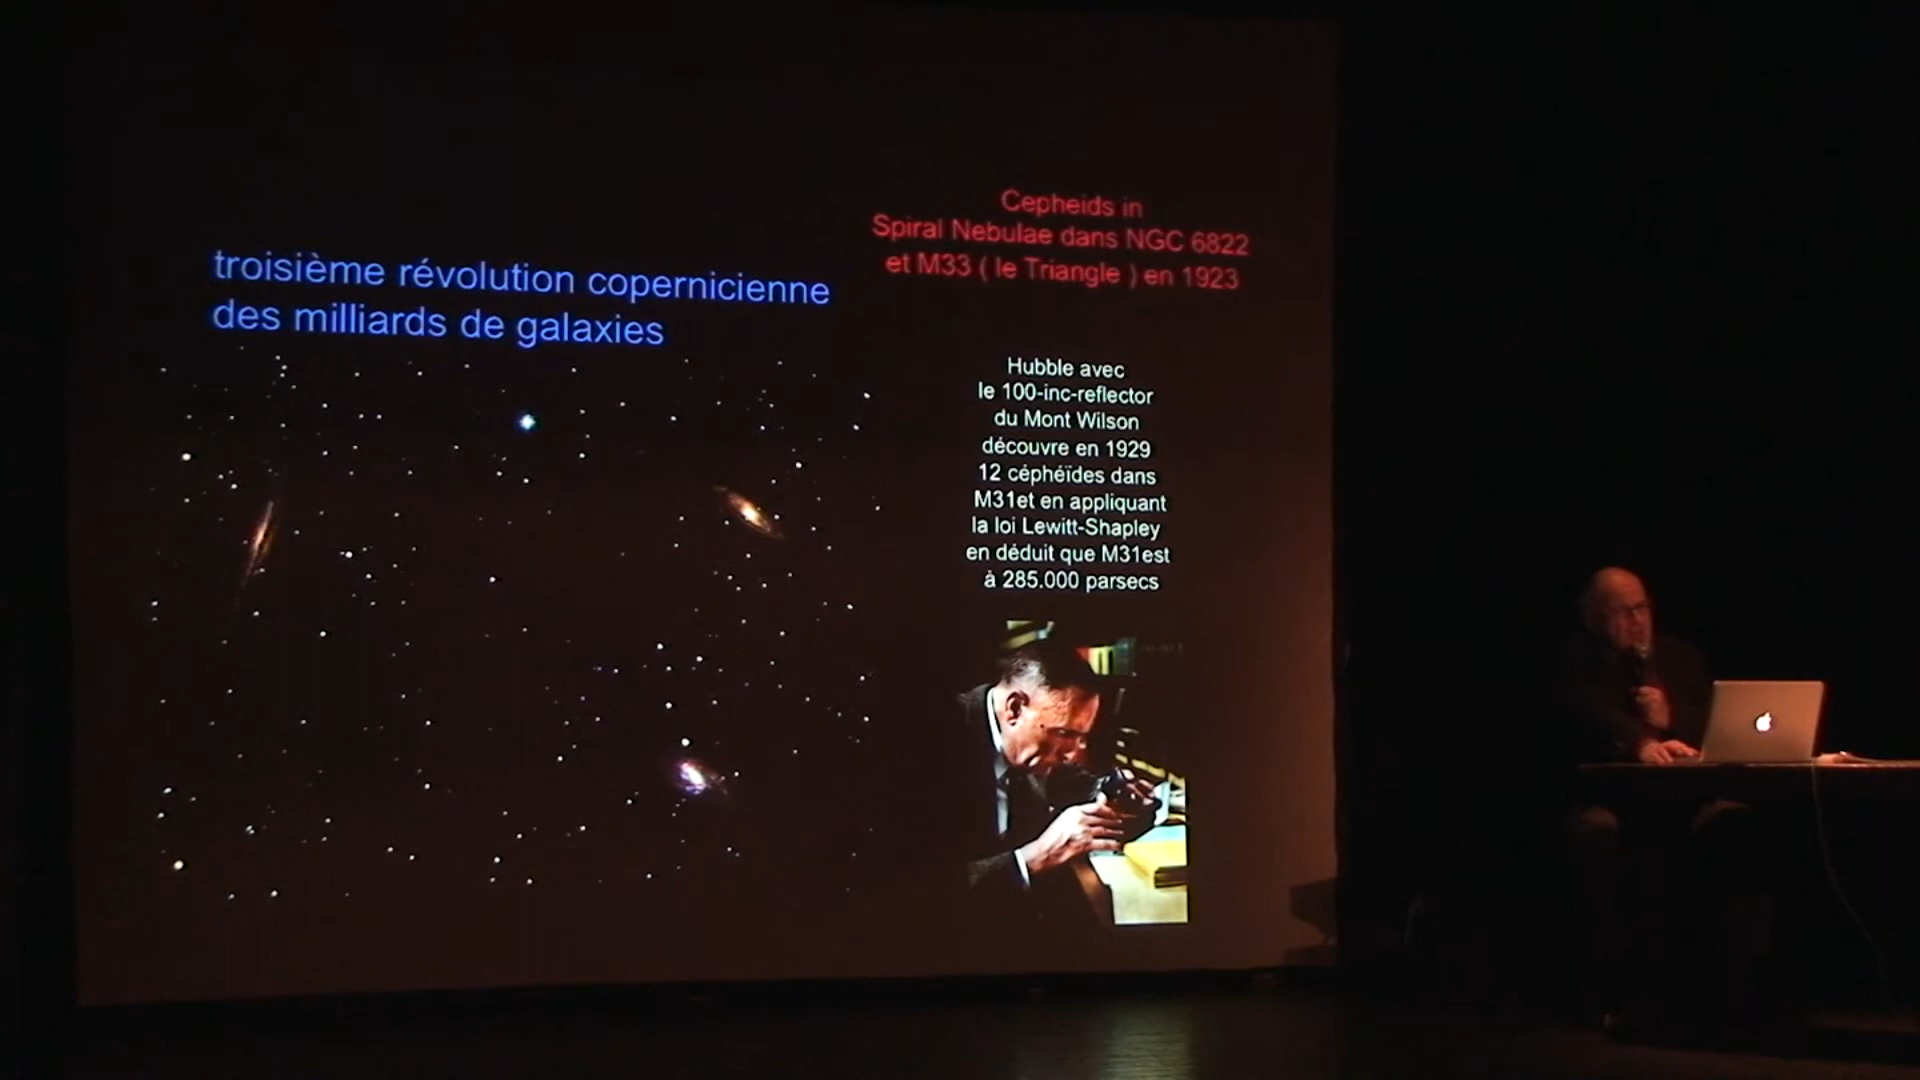 troisième révolution copernicienne
des milliards de galaxies
Cepheids in
Spiral Nebulae dans NGC 6822
et M33 ( le Triangle ) en 1923
Hubble avec
le 100-inc-reflector
du Mont Wilson
découvre en 1929
12 céphéïdes dans
M31et en appliquant
la loi Lewitt-Shapley
en déduit que M31est
à 285.000 parsecs